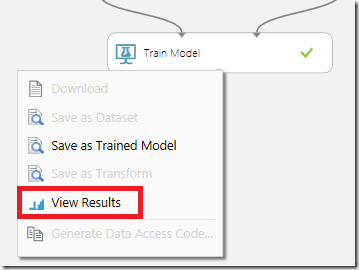 Train Model
Download
Save as Dataset
Save as Trained Model
Save as Transform
View Results
Generate Data Access Code...